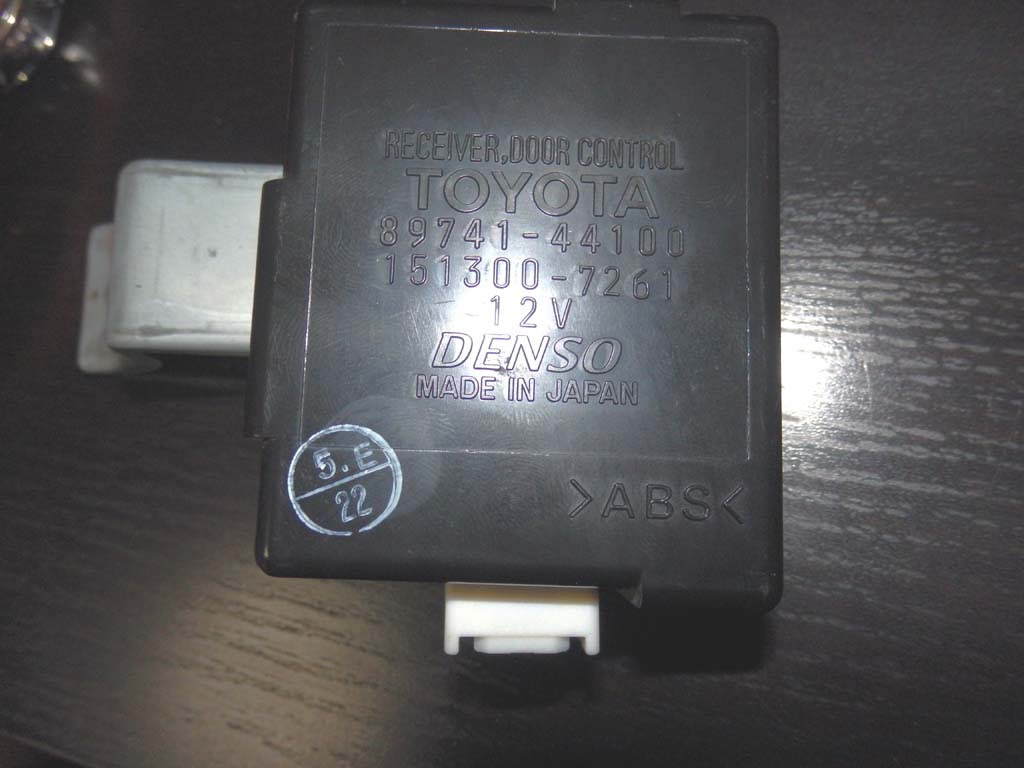 RECEIVER,DOOR CONTROL
TOYOTA
89741-44100
151300-7261
12V
DENSO
MADE IN JAPAN
5.E
22
>ABS<